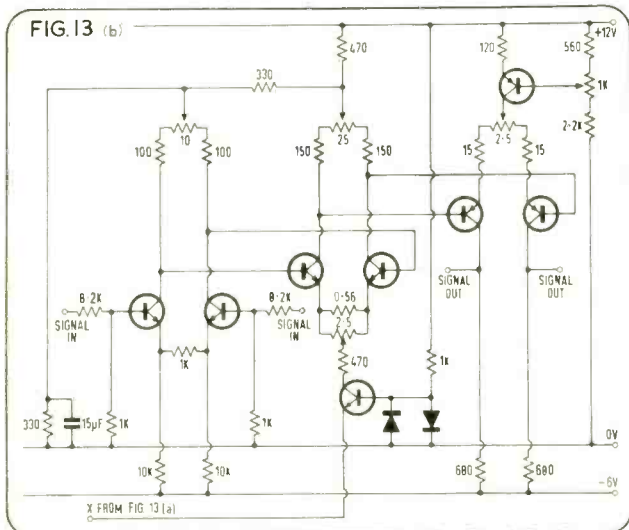 FIG.13 (b)
+12V
470
120
560
330
1K
10
25
2·5
2·2K
100
100
150
150
15
15
8·2K
8·2K
0·56
SIGNAL IN
SIGNAL IN
2·5
SIGNAL OUT
SIGNAL OUT
1K
470
1K
330
15µF
1K
1K
0V
10k
10k
680
680
-6V
X FROM FIG. 13 (a)